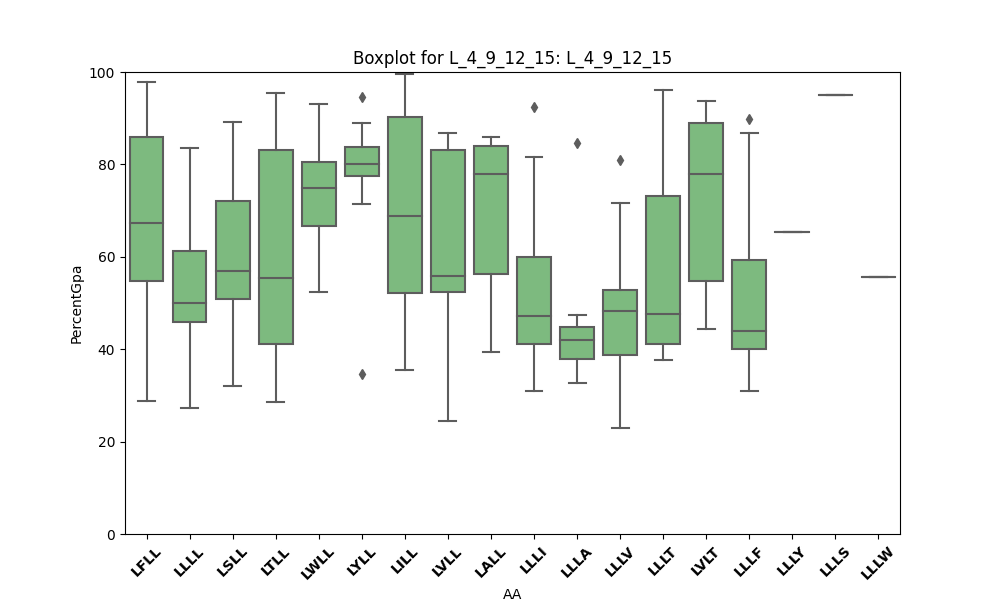 Boxplot for L_4_9_12_15: L_4_9_12_15
PercentGpa
100
80
60
40
20
0
LFLL LLLL LSLL LTLL LWLL LYLL LILL LVLL LALL LLLI LLLA LLLV LLLT LVLT LLLF LLLY LLLS LLLW
AA